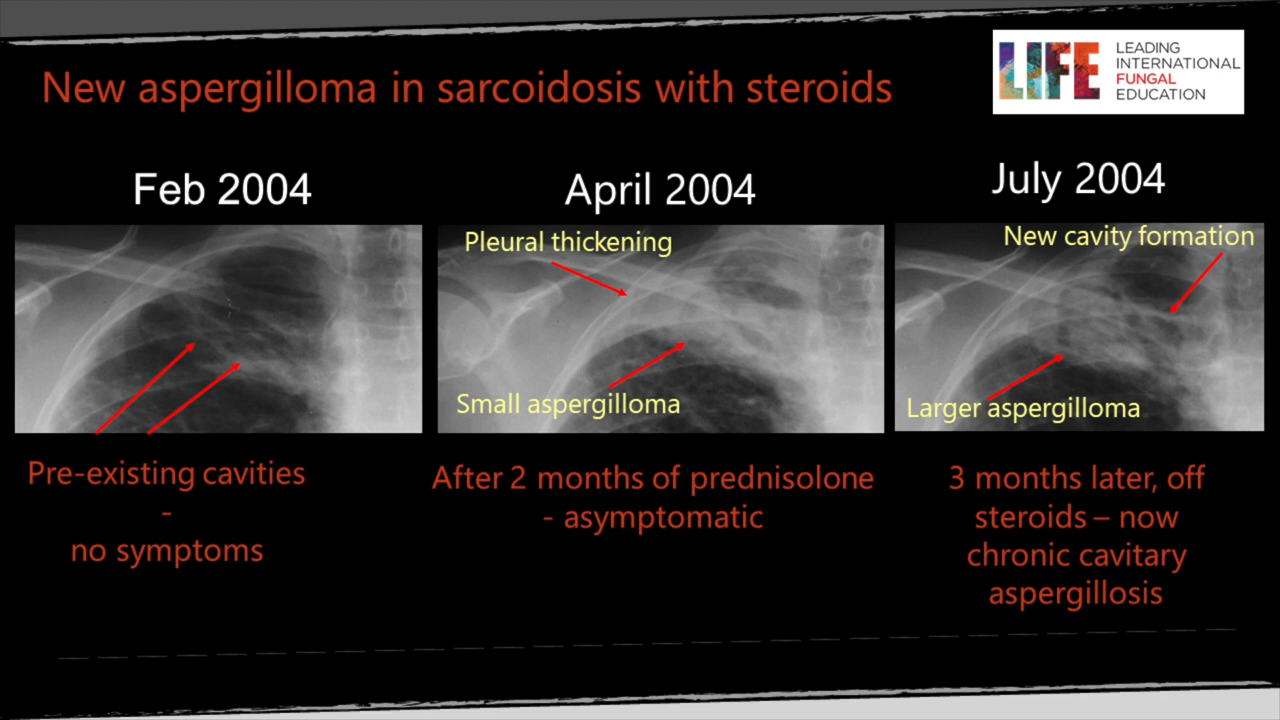 New aspergilloma in sarcoidosis with steroids
LIFE
LEADING
INTERNATIONAL
FUNGAL
EDUCATION
Feb 2004
April 2004
July 2004
Pleural thickening
Small aspergilloma
New cavity formation
Larger aspergilloma
Pre-existing cavities
-
no symptoms
After 2 months of prednisolone
- asymptomatic
3 months later, off
steroids – now
chronic cavitary
aspergillosis